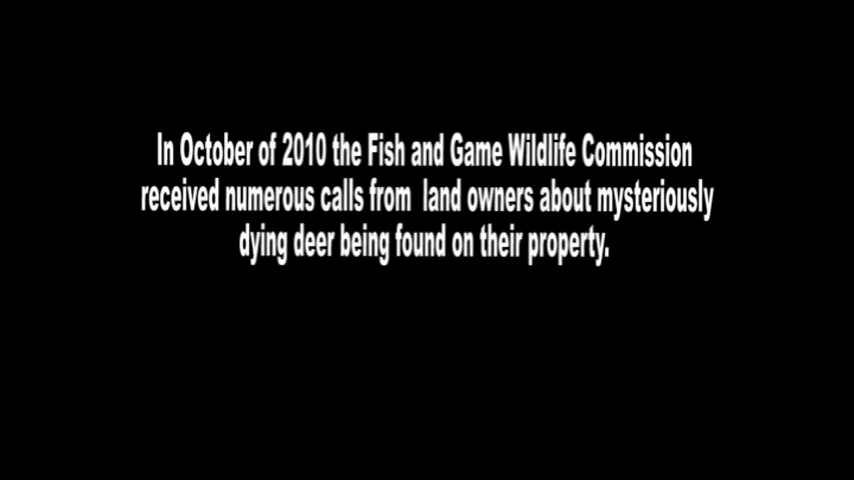 In October of 2010 the Fish and Game Wildlife Commission
received numerous calls from  land owners about mysteriously
dying deer being found on their property.